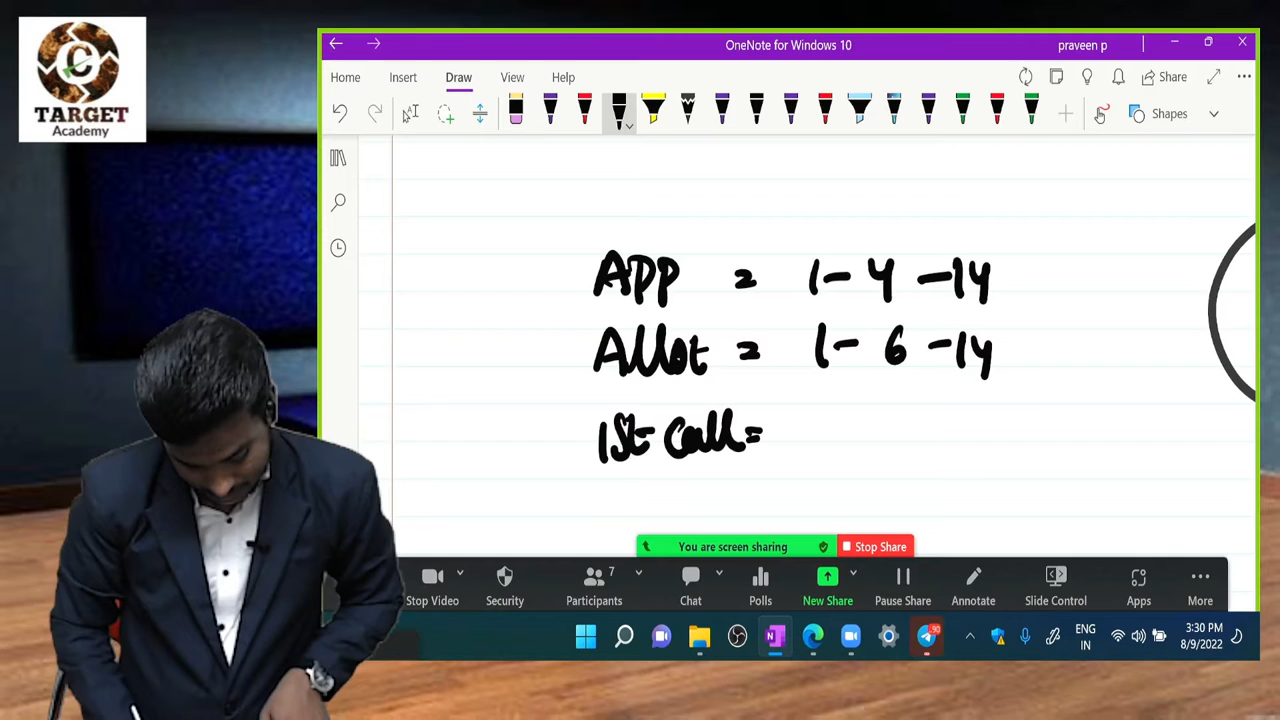 C
TARGET
Academy
OneNote for Windows 10
praveen p
Home Insert Draw View Help
Share
Shapes
APP = 1-4-14
Allot = 1-6-14
1st call =
You are screen sharing
Stop Share
7
Stop Video Security Participants Chat Polls New Share Pause Share Annotate Slide Control Apps More
90
ENG
IN
3:30 PM
8/9/2022